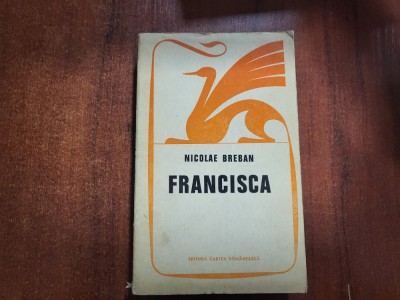 NICOLAE BREBAN
FRANCISCA
EDITURA CARTEA ROMÂNEASCĂ